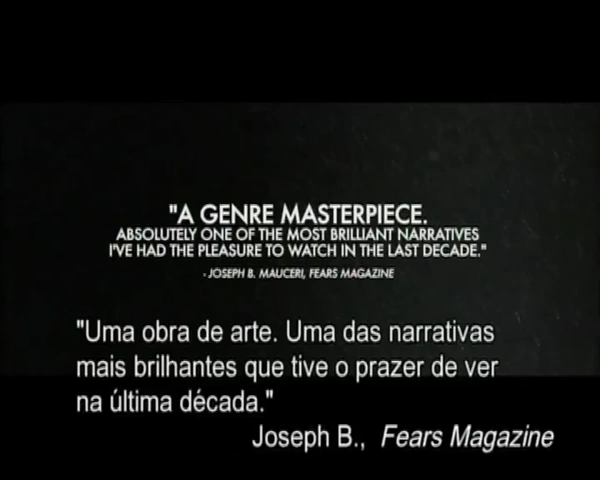 "A GENRE MASTERPIECE.
ABSOLUTELY ONE OF THE MOST BRILLIANT NARRATIVES
I'VE HAD THE PLEASURE TO WATCH IN THE LAST DECADE."
- JOSEPH B. MAUCERI, FEARS MAGAZINE
"Uma obra de arte. Uma das narrativas
mais brilhantes que tive o prazer de ver
na última década."
Joseph B., Fears Magazine